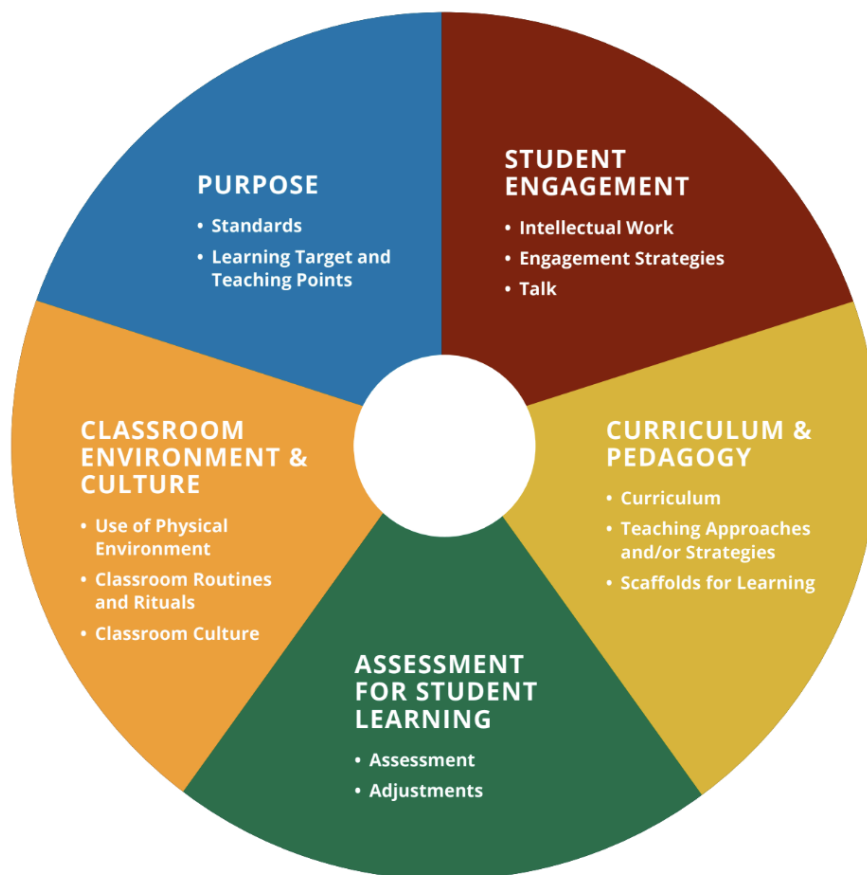 PURPOSE
• Standards
• Learning Target and
Teaching Points
STUDENT
ENGAGEMENT
• Intellectual Work
• Engagement Strategies
• Talk
CURRICULUM &
PEDAGOGY
• Curriculum
• Teaching Approaches
and/or Strategies
• Scaffolds for Learning
ASSESSMENT
FOR STUDENT
LEARNING
• Assessment
• Adjustments
CLASSROOM
ENVIRONMENT &
CULTURE
• Use of Physical
Environment
• Classroom Routines
and Rituals
• Classroom Culture